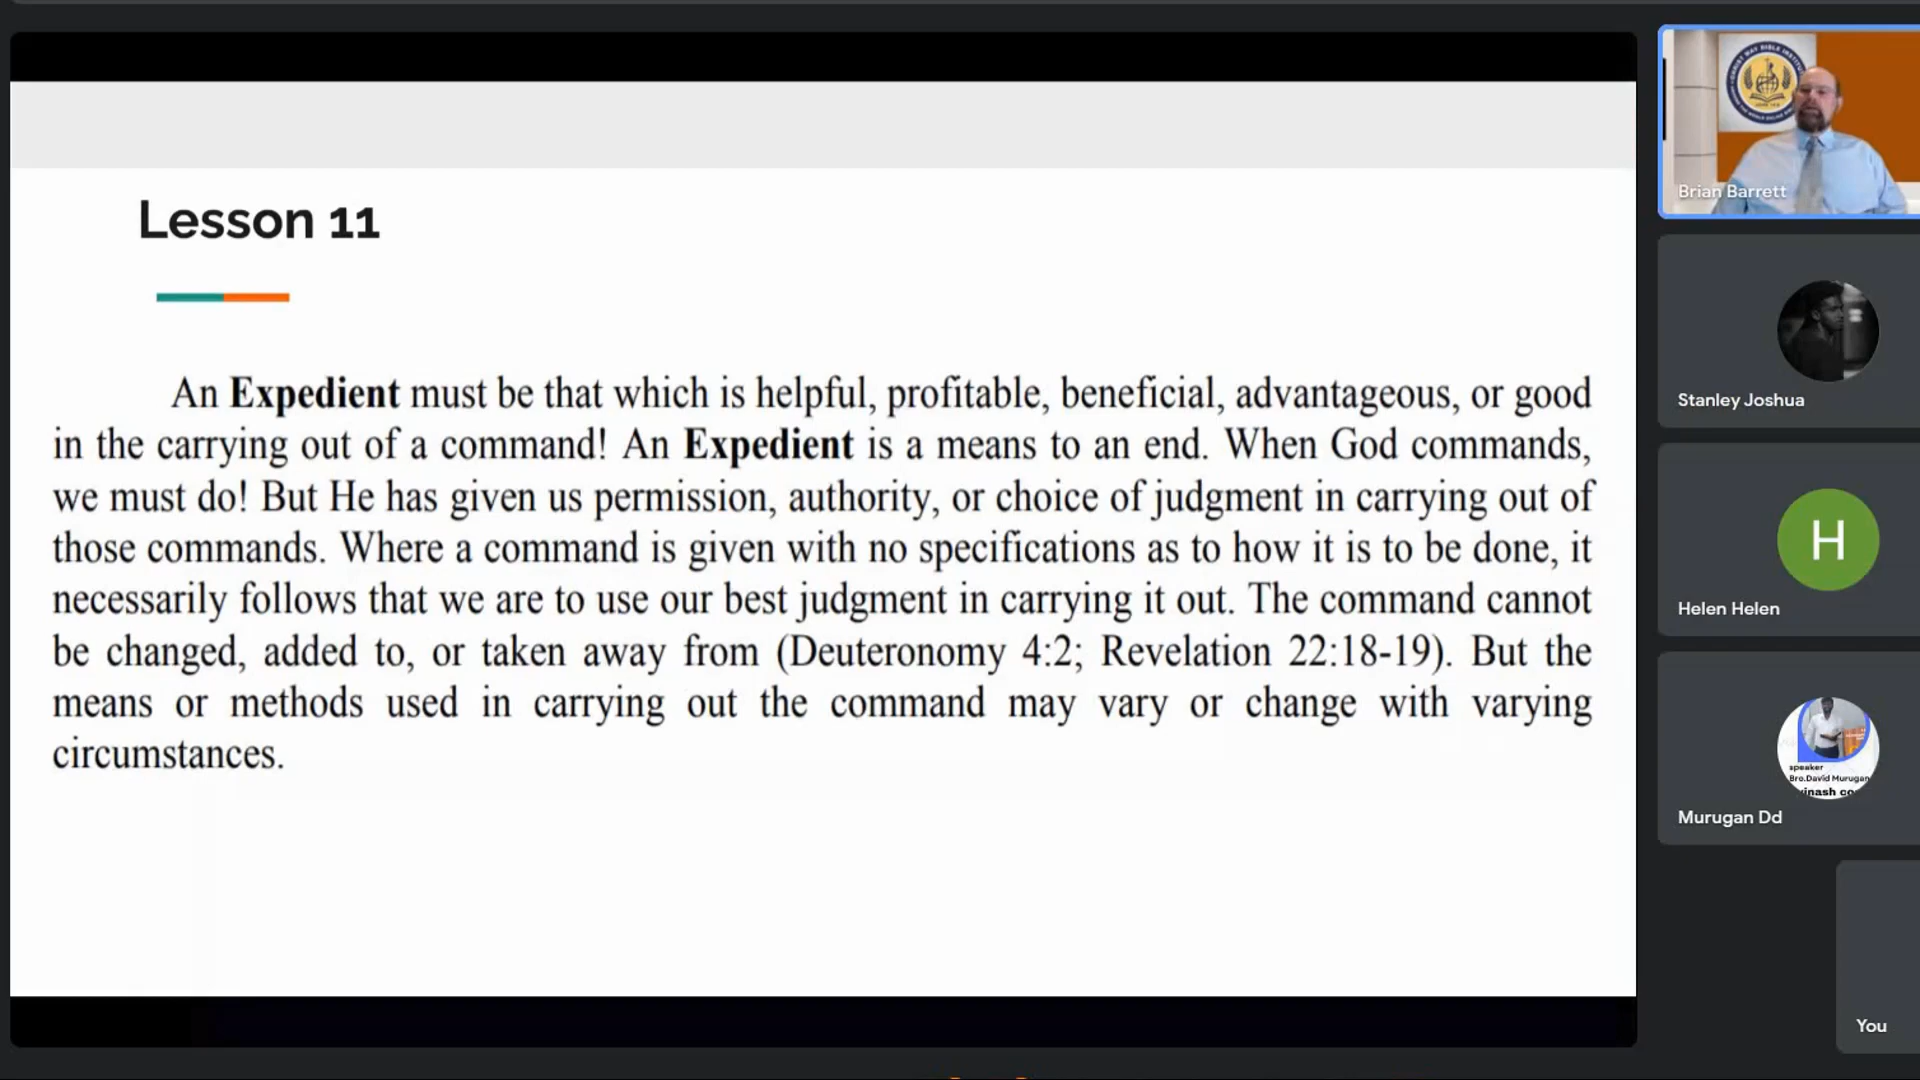 Lesson 11
An Expedient must be that which is helpful, profitable, beneficial, advantageous, or good
in the carrying out of a command! An Expedient is a means to an end. When God commands,
we must do! But He has given us permission, authority, or choice of judgment in carrying out of
those commands. Where a command is given with no specifications as to how it is to be done, it
necessarily follows that we are to use our best judgment in carrying it out. The command cannot
be changed, added to, or taken away from (Deuteronomy 4:2; Revelation 22:18-19). But the
means or methods used in carrying out the command may vary or change with varying
circumstances.
Brian Barrett
Stanley Joshua
H
Helen Helen
speaker
Bro.David Murugan
Murugan Dd
You